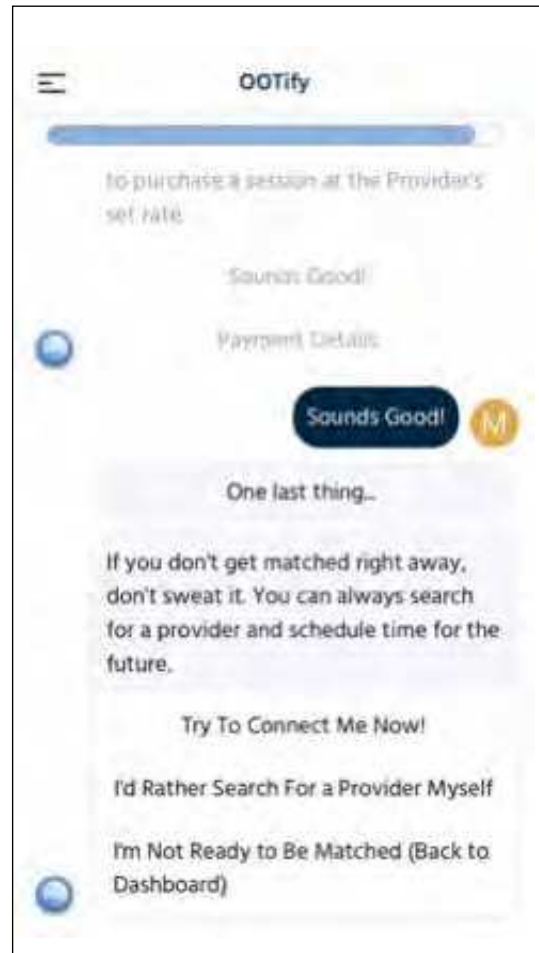 OOTify
to purchase a session at the Provider's
set rate.
Sounds Good!
Payment Details
Sounds Good!
M
One last thing...
If you don't get matched right away,
don't sweat it. You can always search
for a provider and schedule time for the
future.
Try To Connect Me Now!
I'd Rather Search For a Provider Myself
I'm Not Ready to Be Matched (Back to
Dashboard)